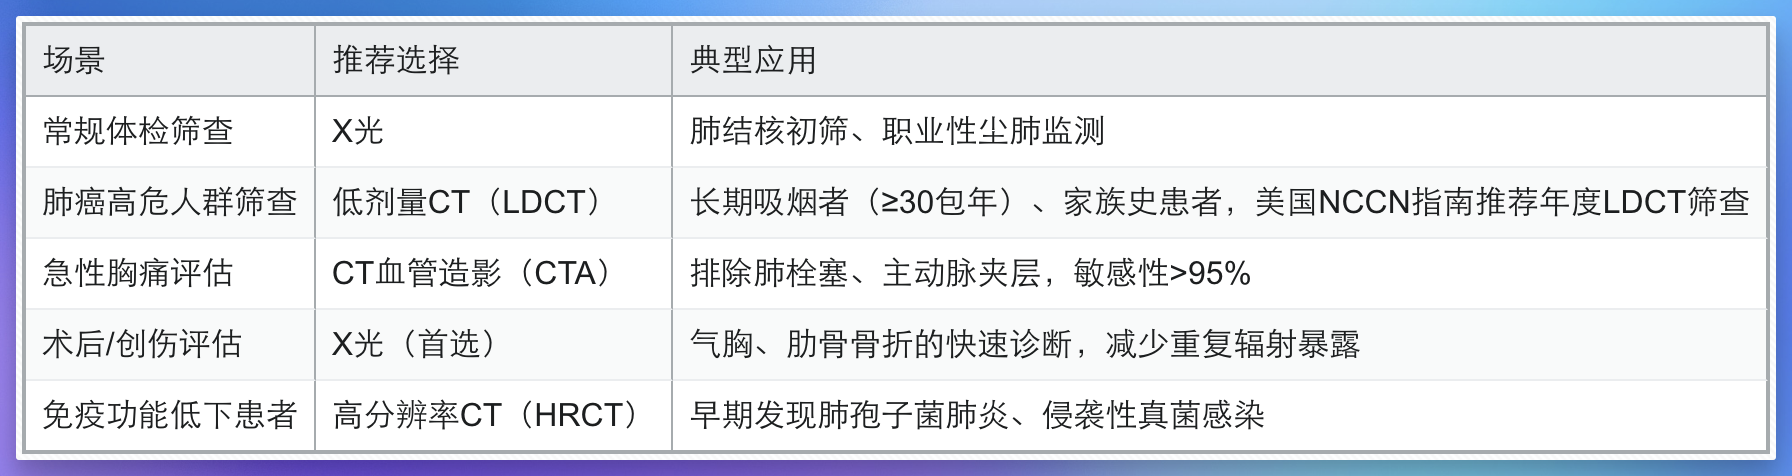 场景 推荐选择 典型应用
常规体检筛查 X光 肺结核初筛、职业性尘肺监测
肺癌高危人群筛查 低剂量CT（LDCT） 长期吸烟者（≥30包年）、家族史患者，美国NCCN指南推荐年度LDCT筛查
急性胸痛评估 CT血管造影（CTA） 排除肺栓塞、主动脉夹层，敏感性>95%
术后/创伤评估 X光（首选） 气胸、肋骨骨折的快速诊断，减少重复辐射暴露
免疫功能低下患者 高分辨率CT（HRCT） 早期发现肺孢子菌肺炎、侵袭性真菌感染